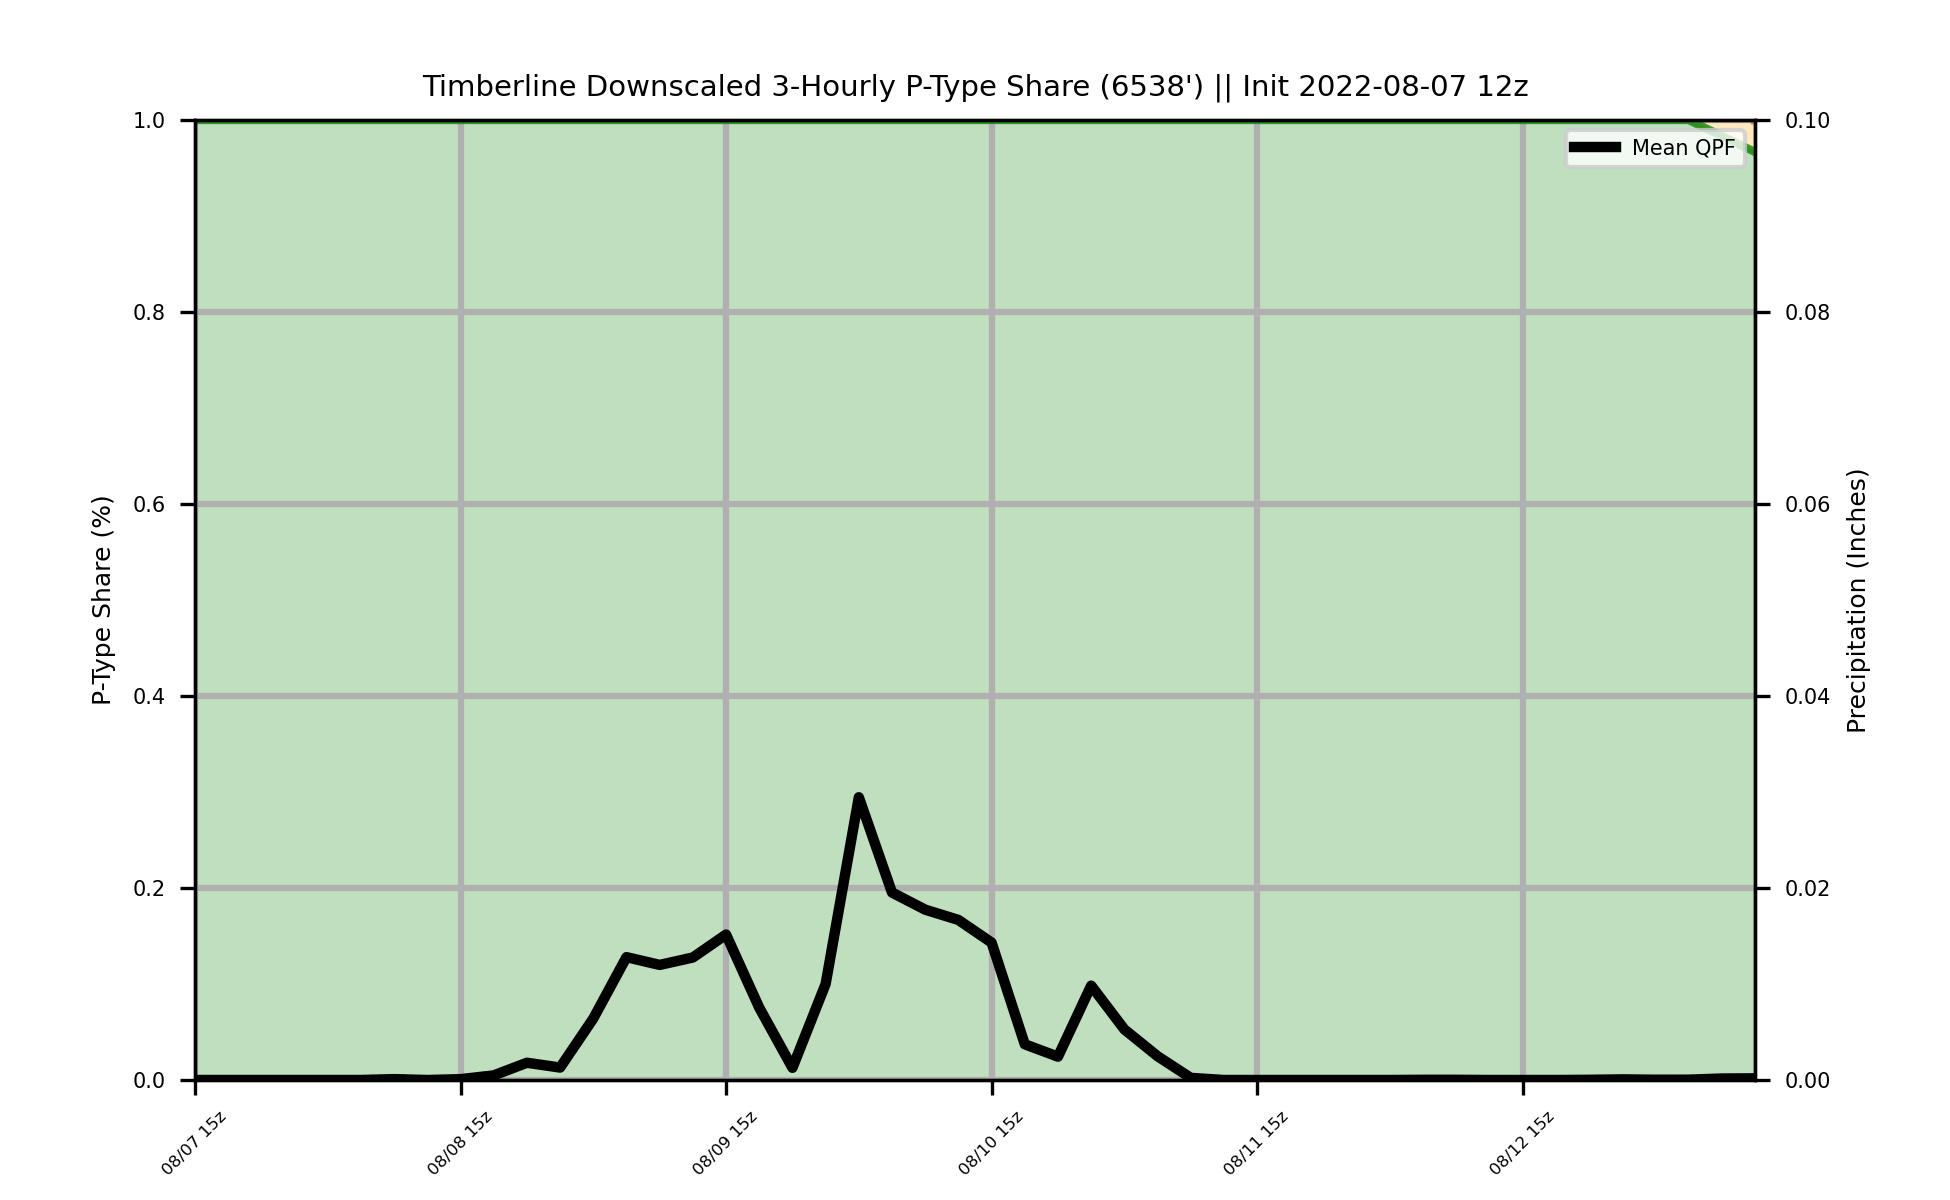 Timberline Downscaled 3-Hourly P-Type Share (6538') || Init 2022-08-07 12z
Mean QPF
P-Type Share (%)
1.0
0.8
0.6
0.4
0.2
0.0
0.10
0.08
0.06
0.04
0.02
0.00
Precipitation (Inches)
08/07 15z
08/08 15z
08/09 15z
08/10 15z
08/11 15z
08/12 15z